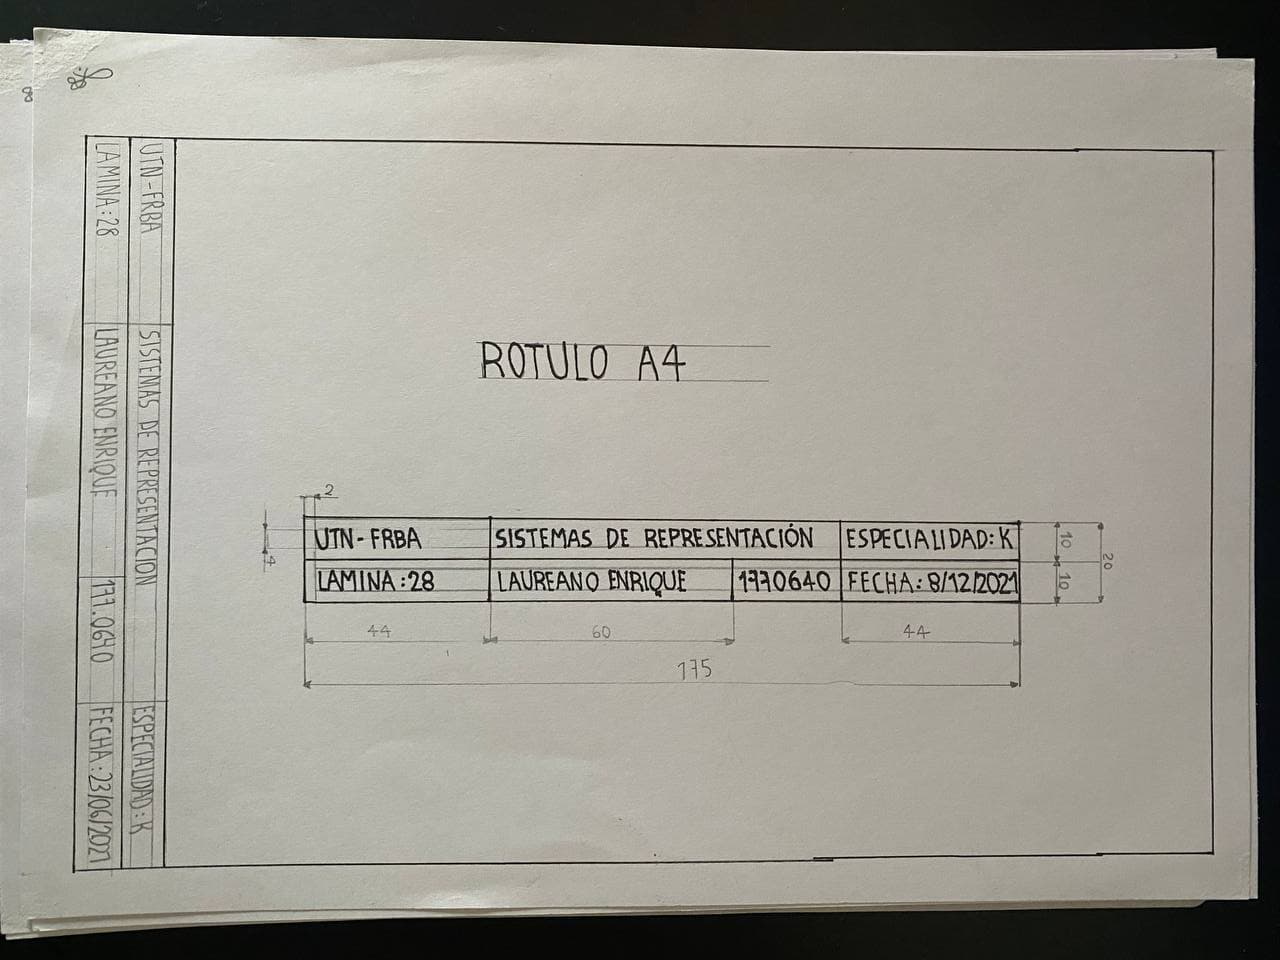 ROTULO A4
2
UTN-FRBA SISTEMAS DE REPRESENTACIÓN ESPECIALIDAD: K
LAMINA: 28 LAUREANO ENRIQUE 1770640 FECHA: 8/12/2021
4
10
10
20
44 60 44
175
UTN-FRBA SISTEMAS DE REPRESENTACION ESPECIALIDAD: K
LAMINA: 28 LAUREANO ENRIQUE 177.0640 FECHA: 23/06/2021